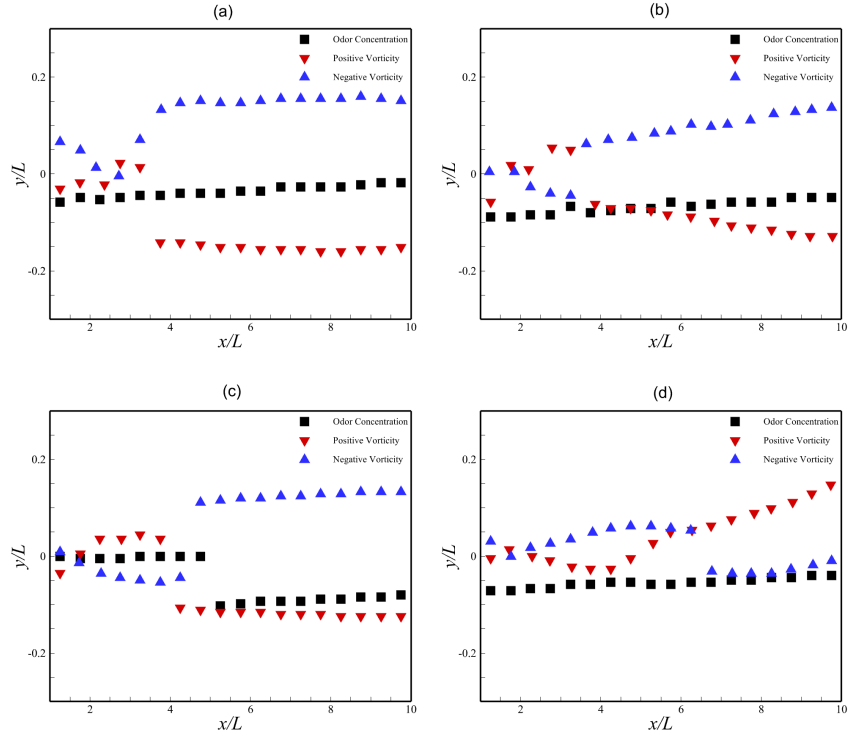 (a)
Odor Concentration
Positive Vorticity
Negative Vorticity
0.2
0
-0.2
y/L
2 4 6 8 10
x/L
(b)
Odor Concentration
Positive Vorticity
Negative Vorticity
0.2
0
-0.2
y/L
2 4 6 8 10
x/L
(c)
Odor Concentration
Positive Vorticity
Negative Vorticity
0.2
0
-0.2
y/L
2 4 6 8 10
x/L
(d)
Odor Concentration
Positive Vorticity
Negative Vorticity
0.2
0
-0.2
y/L
2 4 6 8 10
x/L